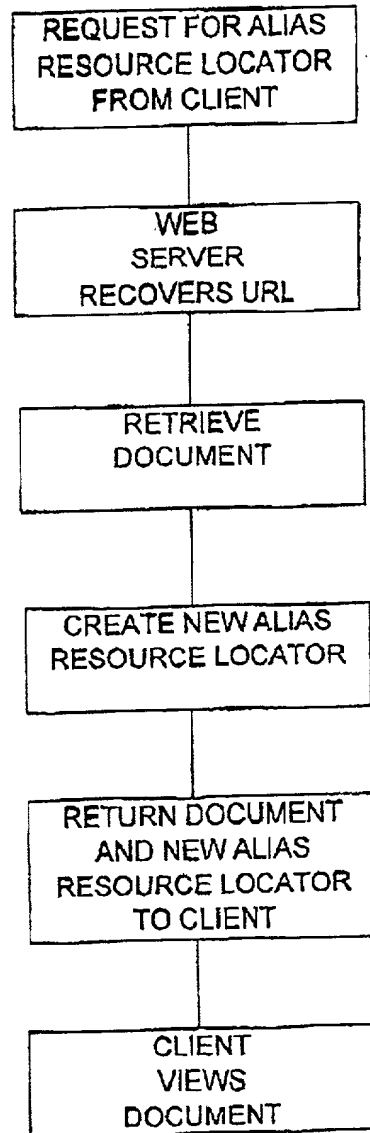 REQUEST FOR ALIAS
RESOURCE LOCATOR
FROM CLIENT
WEB
SERVER
RECOVERS URL
RETRIEVE
DOCUMENT
CREATE NEW ALIAS
RESOURCE LOCATOR
RETURN DOCUMENT
AND NEW ALIAS
RESOURCE LOCATOR
TO CLIENT
CLIENT
VIEWS
DOCUMENT